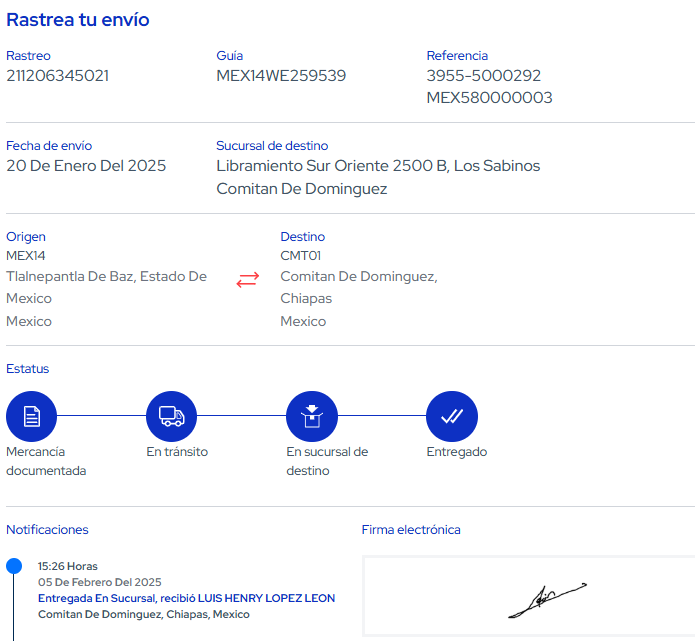 Rastrea tu envío
Rastreo
211206345021
Guía
MEX14WE259539
Referencia
3955-5000292
MEX580000003
Fecha de envío
20 De Enero Del 2025
Sucursal de destino
Libramiento Sur Oriente 2500 B, Los Sabinos
Comitan De Dominguez
Origen
MEX14
Tlalnepantla De Baz, Estado De
Mexico
Mexico
Destino
CMT01
Comitan De Dominguez,
Chiapas
Mexico
Estatus
Mercancía
documentada
En tránsito
En sucursal de
destino
Entregado
Notificaciones
15:26 Horas
05 De Febrero Del 2025
Entregada En Sucursal, recibió LUIS HENRY LOPEZ LEON
Comitan De Dominguez, Chiapas, Mexico
Firma electrónica